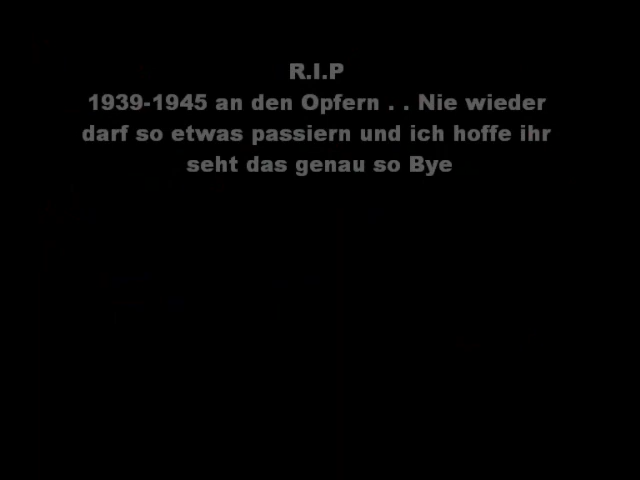 R.I.P
1939-1945 an den Opfern . . Nie wieder
darf so etwas passiern und ich hoffe ihr
seht das genau so Bye